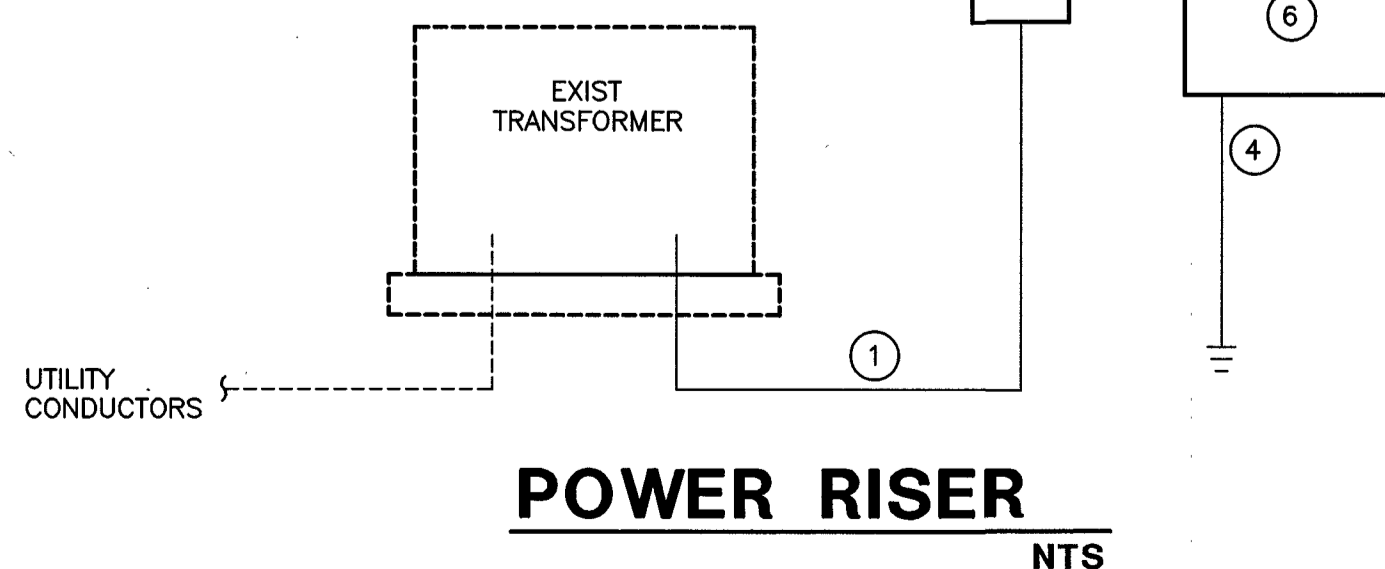 6
EXIST
TRANSFORMER
4
1
UTILITY
CONDUCTORS
POWER RISER
NTS